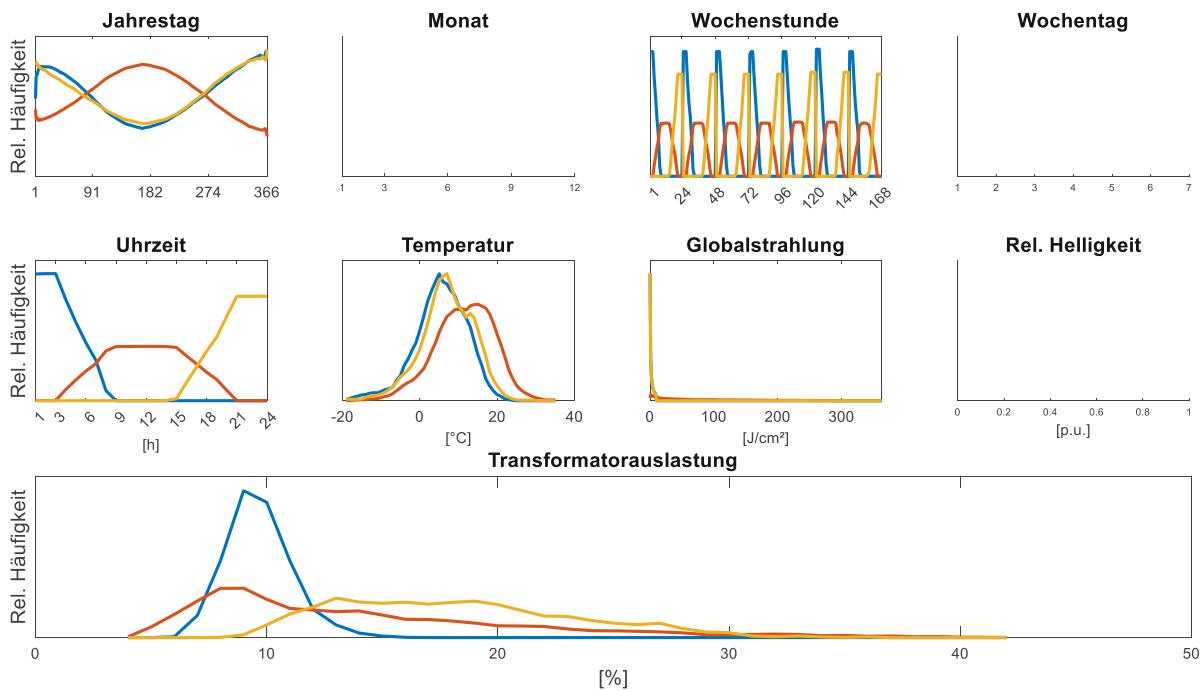 Jahrestag Monat Wochenstunde Wochentag
Rel. Häufigkeit
1 91 182 274 366
1 3 6 9 12
1 24 48 72 96 120 144 168
1 2 3 4 5 6 7
Uhrzeit Temperatur Globalstrahlung Rel. Helligkeit
Rel. Häufigkeit
1 3 6 9 12 15 18 21 24
-20 0 20 40
0 100 200 300
0 0.2 0.4 0.6 0.8 1
[h] [°C] [J/cm²] [p.u.]
Transformatorauslastung
Rel. Häufigkeit
0 10 20 30 40 50
[%]